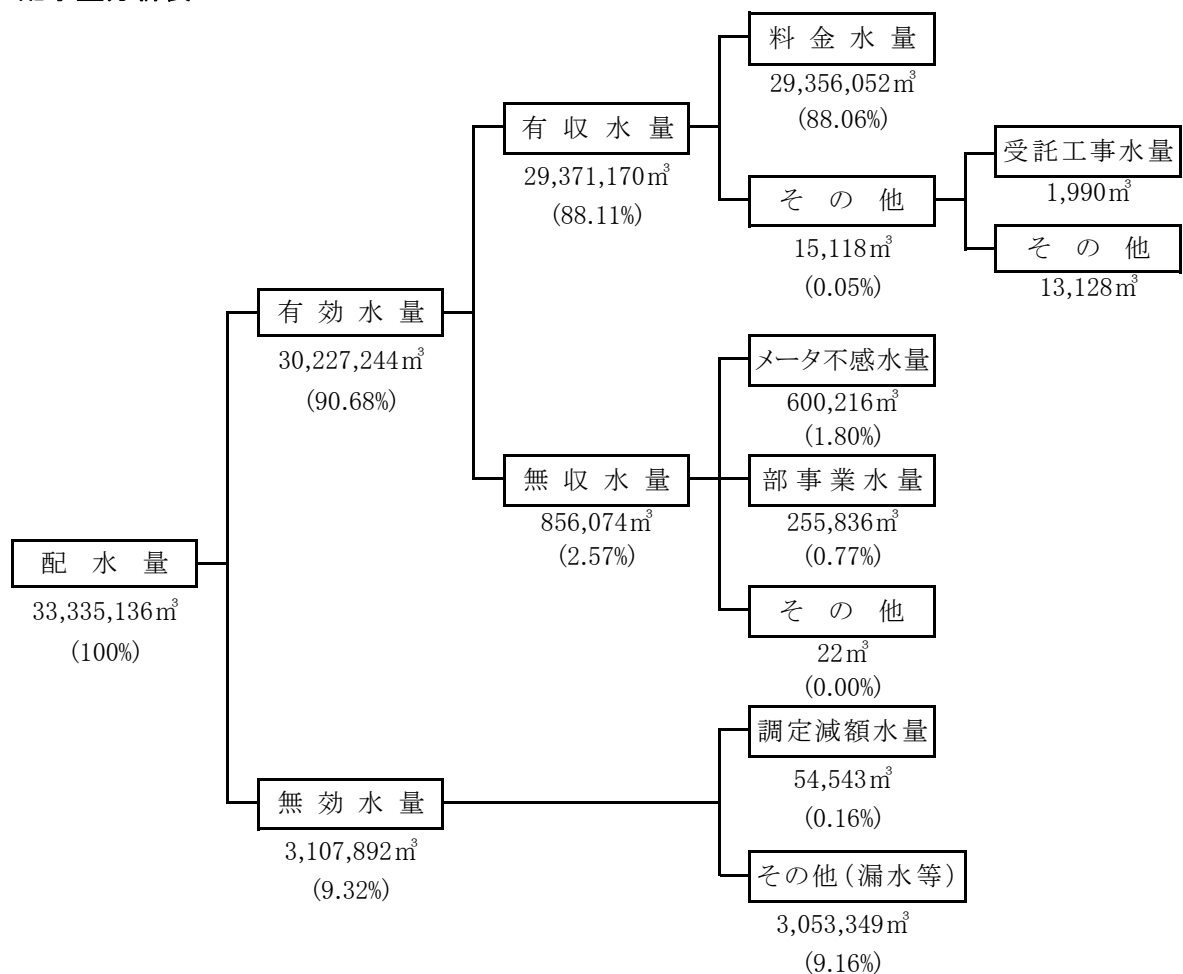 料金水量
29,356,052㎥
(88.06%)
有収水量
29,371,170㎥
(88.11%)
その他
15,118㎥
(0.05%)
受託工事水量
1,990㎥
その他
13,128㎥
有効水量
30,227,244㎥
(90.68%)
メータ不感水量
600,216㎥
(1.80%)
無収水量
856,074㎥
(2.57%)
部事業水量
255,836㎥
(0.77%)
その他
22㎥
(0.00%)
配水量
33,335,136㎥
(100%)
無効水量
3,107,892㎥
(9.32%)
調定減額水量
54,543㎥
(0.16%)
その他(漏水等)
3,053,349㎥
(9.16%)